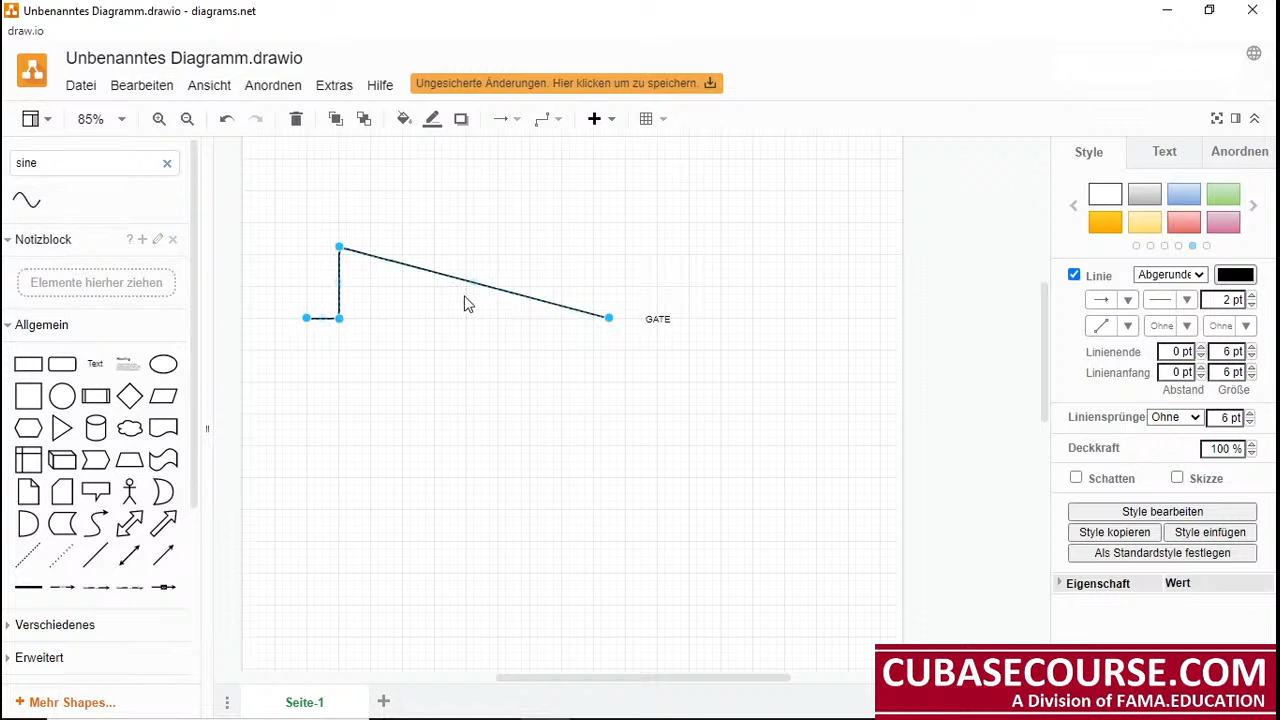 Unbenanntes Diagramm.drawio - diagrams.net
draw.io
Unbenanntes Diagramm.drawio
Datei Bearbeiten Ansicht Anordnen Extras Hilfe
Ungesicherte Änderungen. Hier klicken um zu speichern.
85%
sine
Style Text Anordnen
Notizblock ?
Elemente hierher ziehen
Linie Abgerunde
2 pt
Allgemein
GATE
Ohne Ohne
Linienende 0 pt 6 pt
Text
Linienanfang 0 pt 6 pt
Abstand Größe
Liniensprünge Ohne 6 pt
Deckkraft 100 %
Schatten Skizze
Style bearbeiten
Style kopieren Style einfügen
Als Standardstyle festlegen
Eigenschaft Wert
Verschiedenes
Erweitert
+ Mehr Shapes...
Seite-1
CUBASECOURSE.COM
A Division of FAMA.EDUCATION